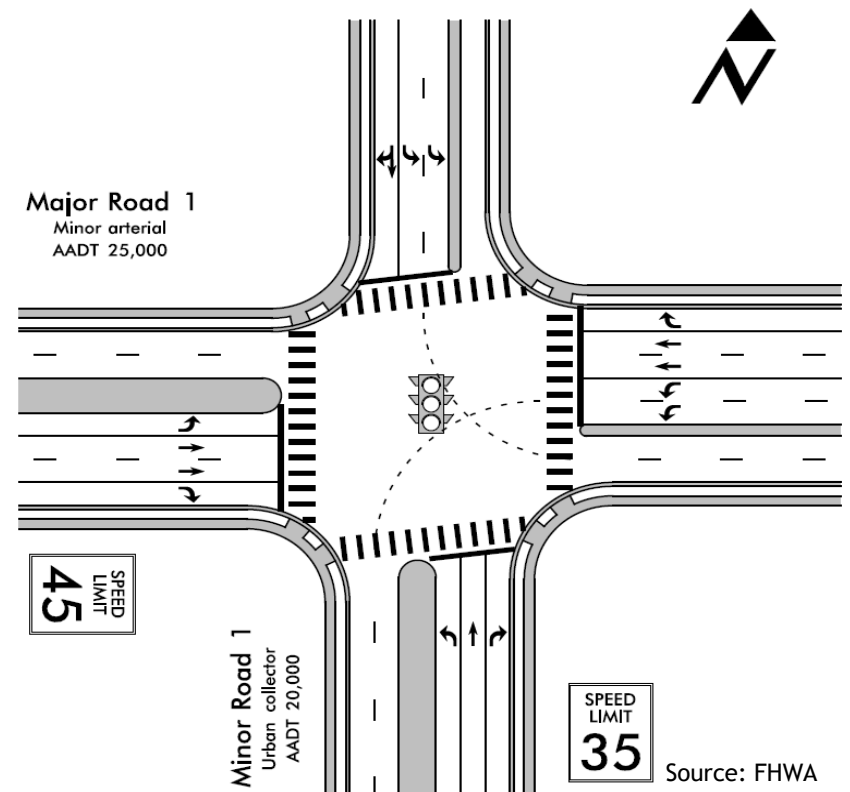 Major Road 1
Minor arterial
AADT 25,000
SPEED
LIMIT
45
Minor Road 1
Urban collector
AADT 20,000
SPEED
LIMIT
35
Source: FHWA